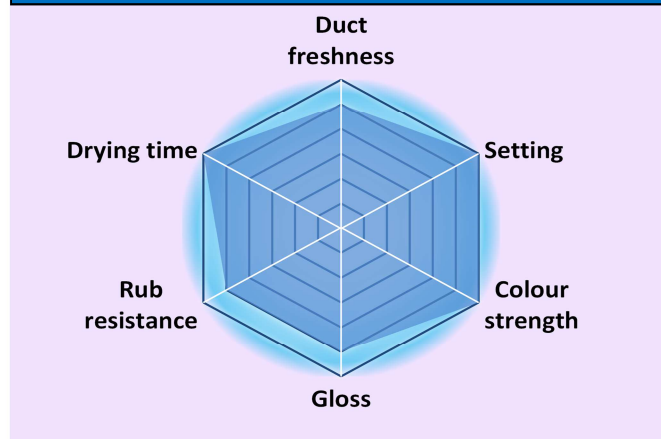 Duct
freshness
Drying time
Setting
Rub
resistance
Colour
strength
Gloss